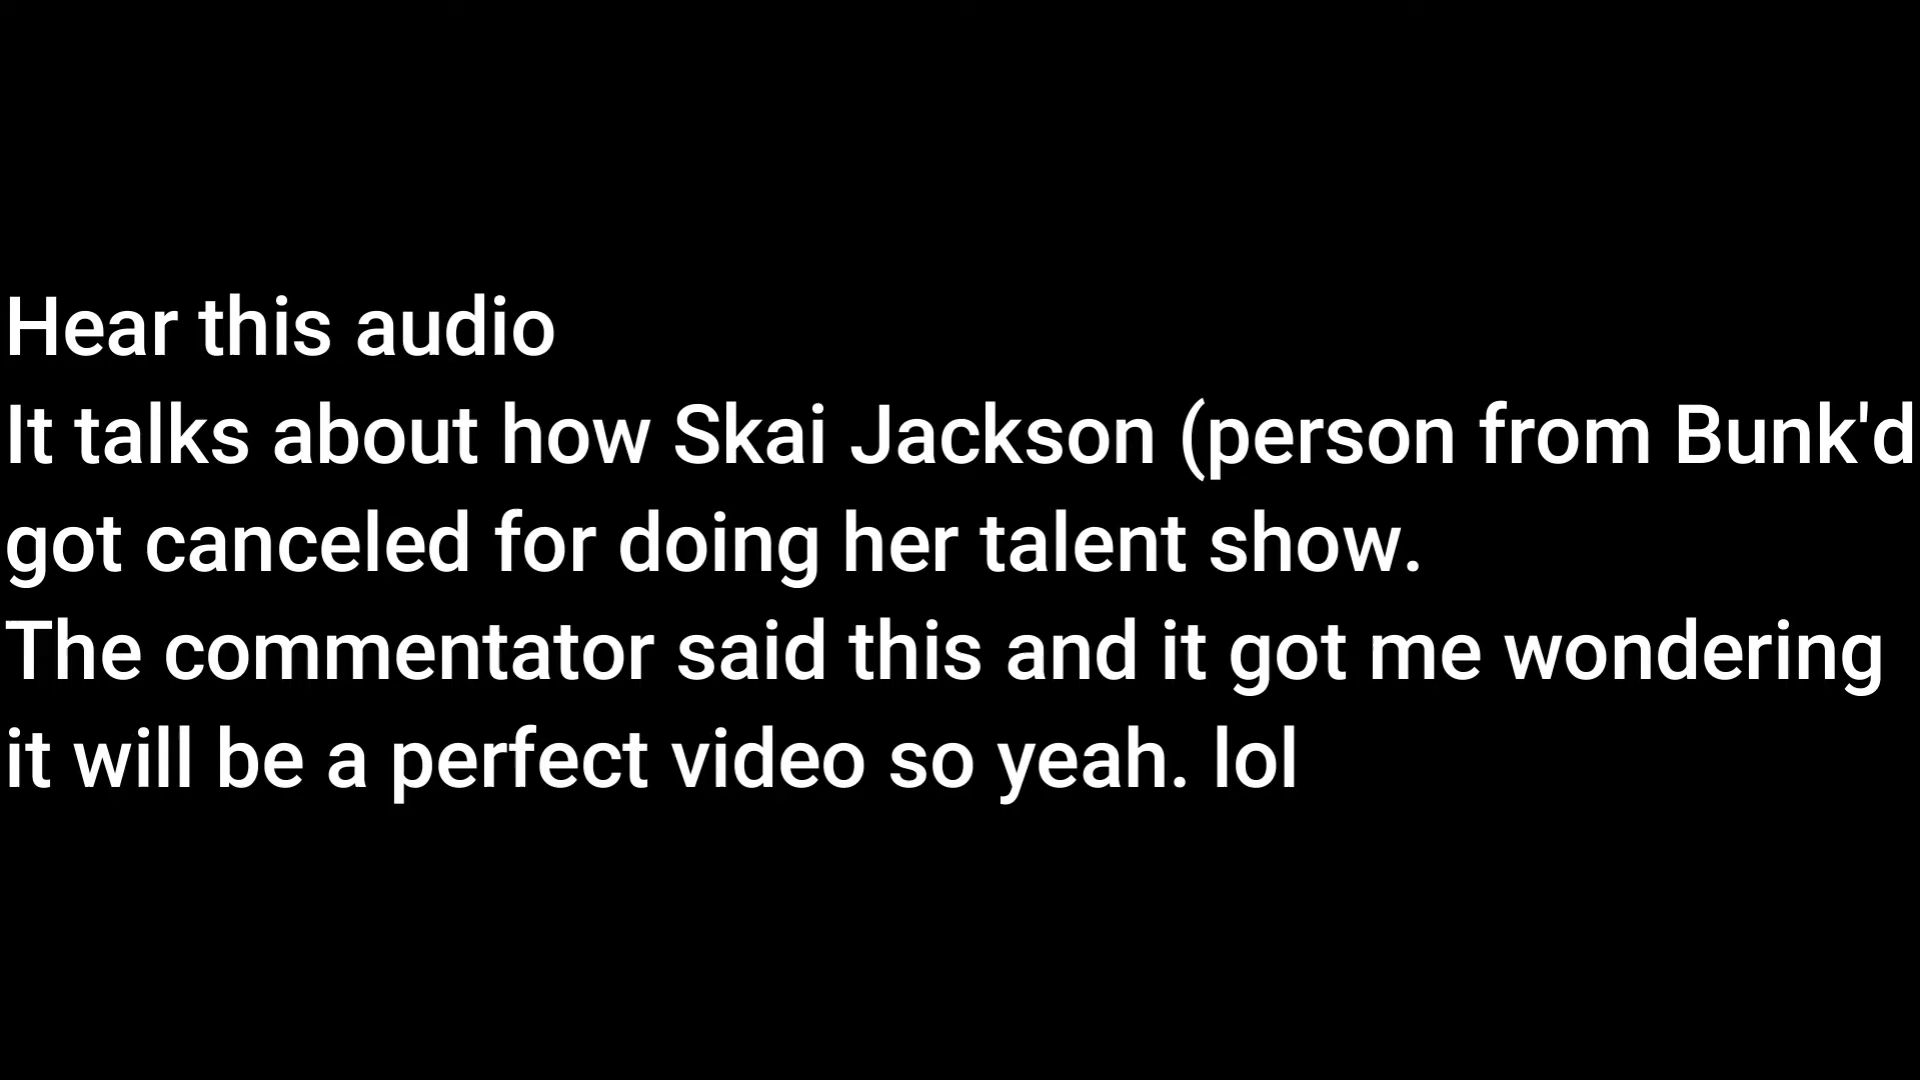 Hear this audio
It talks about how Skai Jackson (person from Bunk'd
got canceled for doing her talent show.
The commentator said this and it got me wondering
it will be a perfect video so yeah. lol